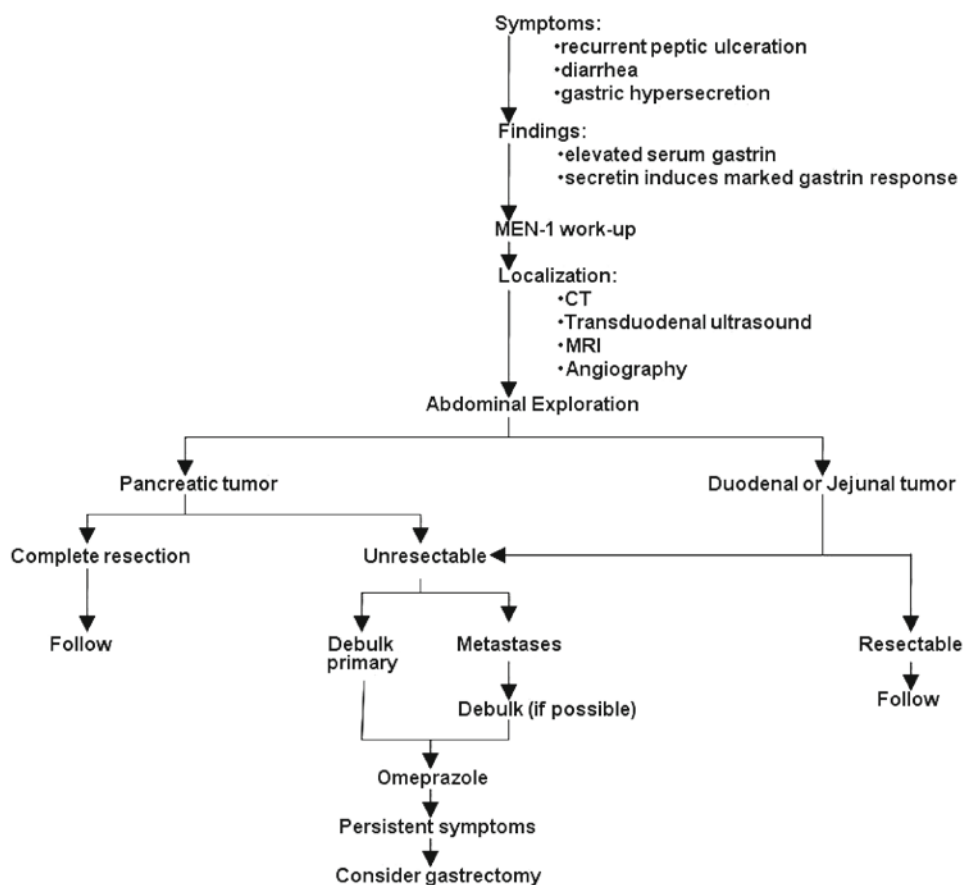 Symptoms:
•recurrent peptic ulceration
•diarrhea
•gastric hypersecretion
Findings:
•elevated serum gastrin
•secretin induces marked gastrin response
MEN-1 work-up
Localization:
•CT
•Transduodenal ultrasound
•MRI
•Angiography
Abdominal Exploration
Pancreatic tumor
Duodenal or Jejunal tumor
Complete resection
Unresectable
Follow
Debulk
primary
Metastases
Resectable
Debulk (if possible)
Follow
Omeprazole
Persistent symptoms
Consider gastrectomy